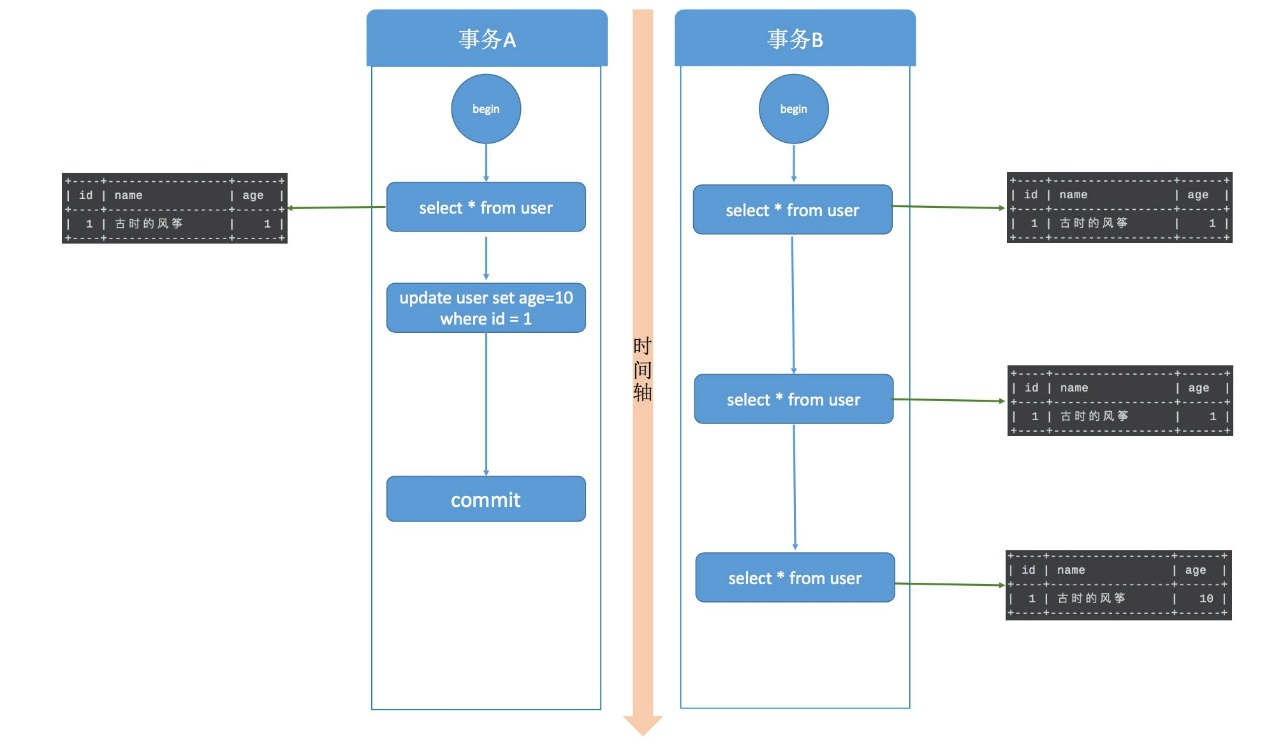 事务A
事务B
begin
begin
+----+------------------+------+
| id | name | age |
+----+------------------+------+
| 1 | 古时的风筝 | 1 |
+----+------------------+------+
select * from user
select * from user
+----+------------------+------+
| id | name | age |
+----+------------------+------+
| 1 | 古时的风筝 | 1 |
+----+------------------+------+
update user set age=10
where id = 1
时
间
轴
select * from user
+----+------------------+------+
| id | name | age |
+----+------------------+------+
| 1 | 古时的风筝 | 1 |
+----+------------------+------+
commit
select * from user
+----+------------------+------+
| id | name | age |
+----+------------------+------+
| 1 | 古时的风筝 | 10 |
+----+------------------+------+